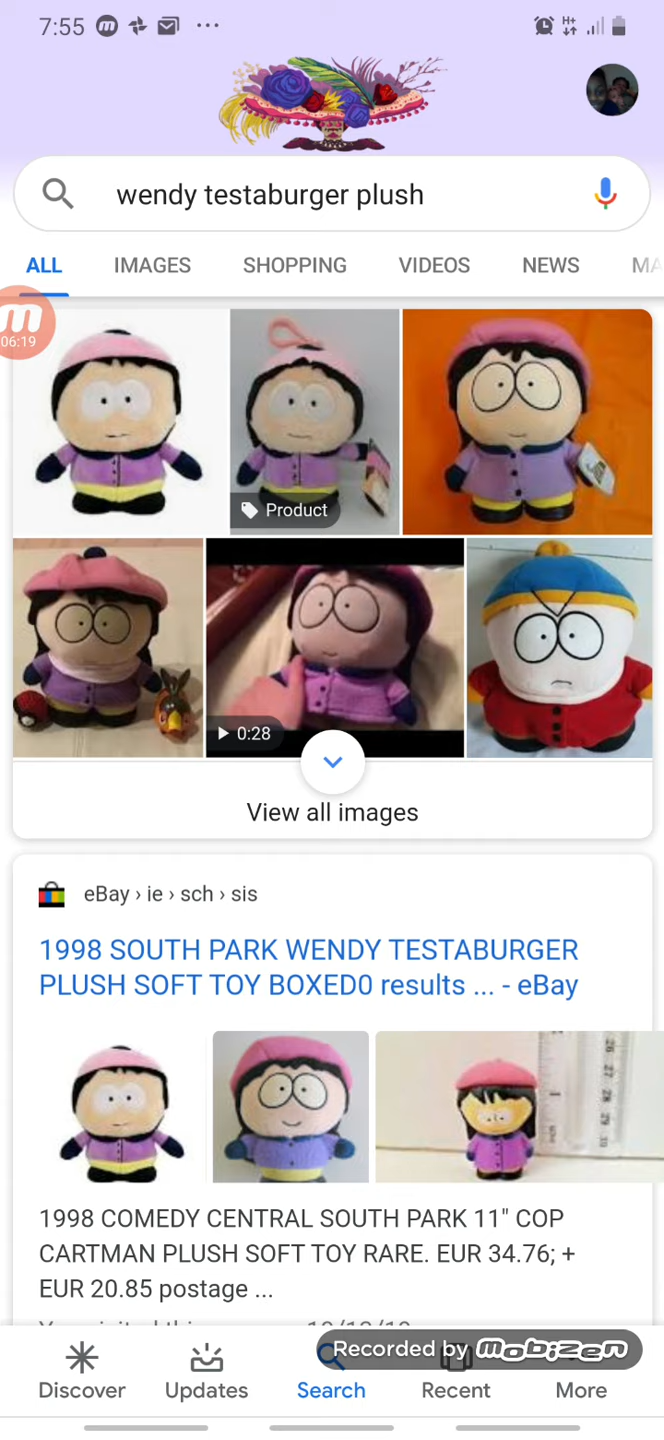 7:55
wendy testaburger plush
ALL IMAGES SHOPPING VIDEOS NEWS MA
06:19
Product
0:28
View all images
eBay › ie › sch › sis
1998 SOUTH PARK WENDY TESTABURGER
PLUSH SOFT TOY BOXED0 results ... - eBay
1998 COMEDY CENTRAL SOUTH PARK 11" COP
CARTMAN PLUSH SOFT TOY RARE. EUR 34.76; +
EUR 20.85 postage ...
Recorded by mobizen
Discover Updates Search Recent More